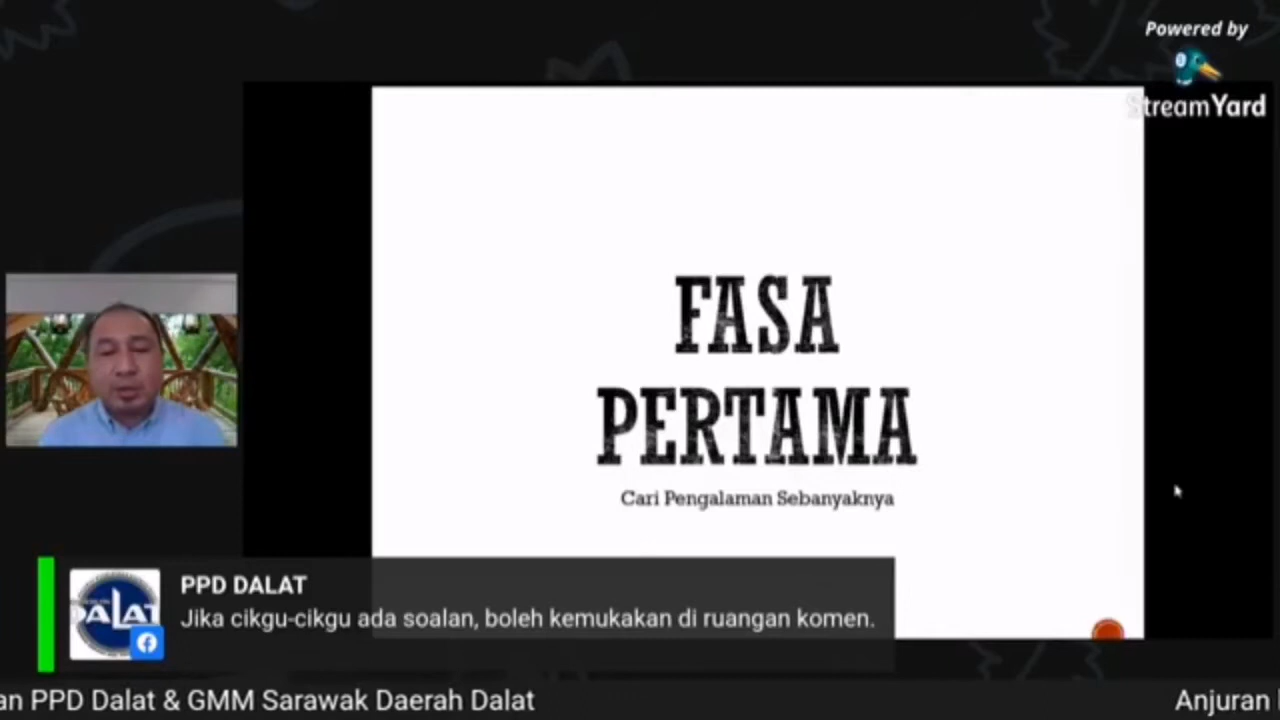 Powered by
StreamYard
FASA
PERTAMA
Cari Pengalaman Sebanyaknya
PPD DALAT
Jika cikgu-cikgu ada soalan, boleh kemukakan di ruangan komen.
DALAT
an PPD Dalat & GMM Sarawak Daerah Dalat
Anjuran